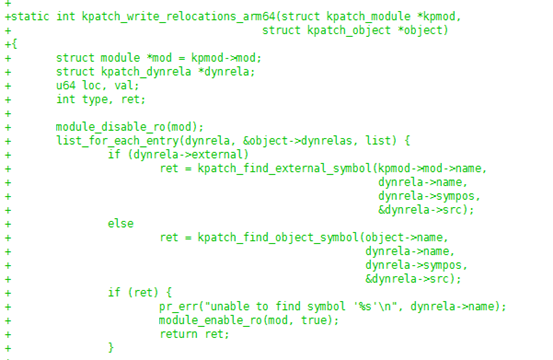 +
+static int kpatch_write_relocations_arm64(struct kpatch_module *kpmod,
+                                       struct kpatch_object *object)
+{
+       struct module *mod = kpmod->mod;
+       struct kpatch_dynrela *dynrela;
+       u64 loc, val;
+       int type, ret;
+
+       module_disable_ro(mod);
+       list_for_each_entry(dynrela, &object->dynrelas, list) {
+               if (dynrela->external)
+                       ret = kpatch_find_external_symbol(kpmod->mod->name,
+                                                         dynrela->name,
+                                                         dynrela->sympos,
+                                                         &dynrela->src);
+               else
+                       ret = kpatch_find_object_symbol(object->name,
+                                                       dynrela->name,
+                                                       dynrela->sympos,
+                                                       &dynrela->src);
+               if (ret) {
+                       pr_err("unable to find symbol '%s'\n", dynrela->name);
+                       module_enable_ro(mod, true);
+                       return ret;
+               }